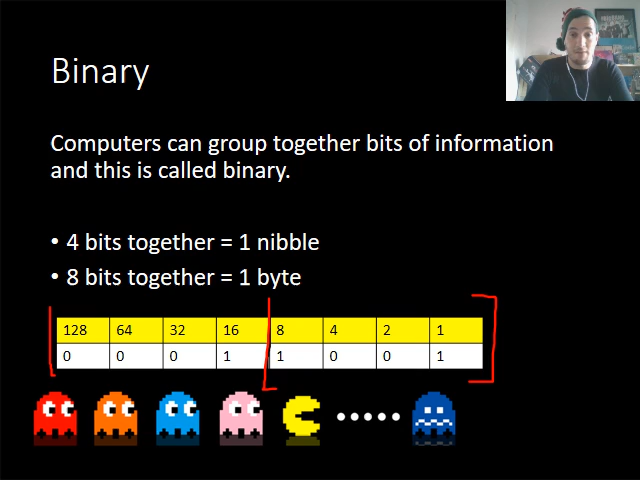 Binary
Computers can group together bits of information
and this is called binary.
• 4 bits together = 1 nibble
• 8 bits together = 1 byte
128 64 32 16 8 4 2 1
0 0 0 1 1 0 0 1